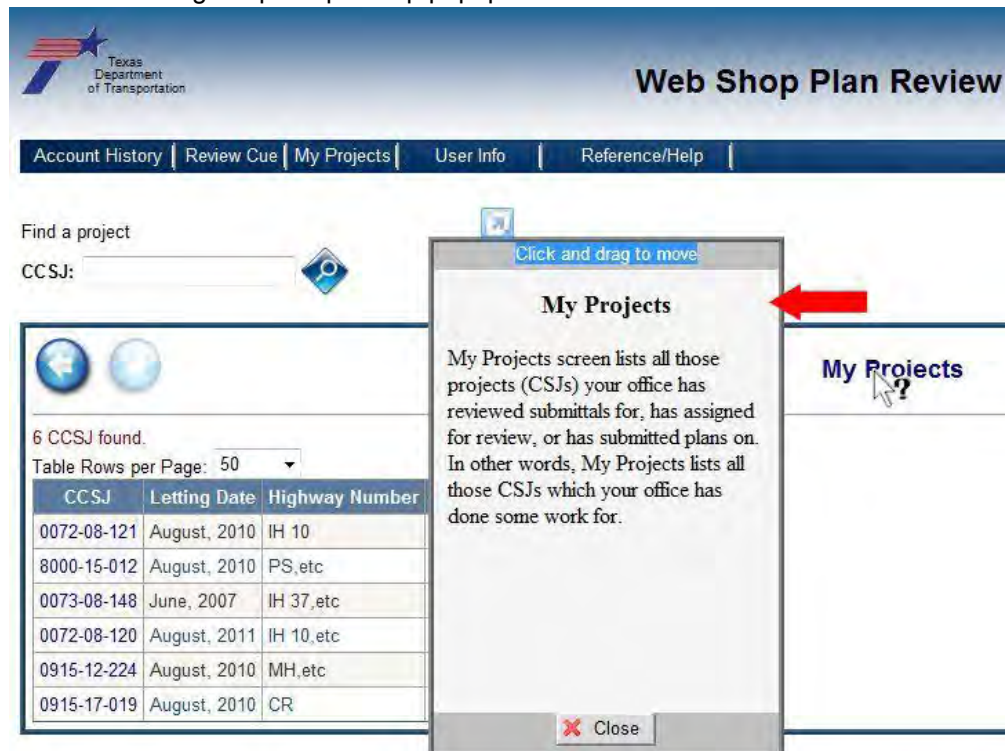 Texas
Department
of Transportation
Web Shop Plan Review
Account History | Review Cue | My Projects | User Info | Reference/Help |
Find a project
CCSJ:
Click and drag to move
My Projects
My Projects screen lists all those
projects (CSJs) your office has
reviewed submittals for, has assigned
for review, or has submitted plans on.
In other words, My Projects lists all
those CSJs which your office has
done some work for.
Close
My Projects
?
6 CCSJ found.
Table Rows per Page: 50
CCSJ Letting Date Highway Number
0072-08-121 August, 2010 IH 10
8000-15-012 August, 2010 PS,etc
0073-08-148 June, 2007 IH 37,etc
0072-08-120 August, 2011 IH 10,etc
0915-12-224 August, 2010 MH,etc
0915-17-019 August, 2010 CR